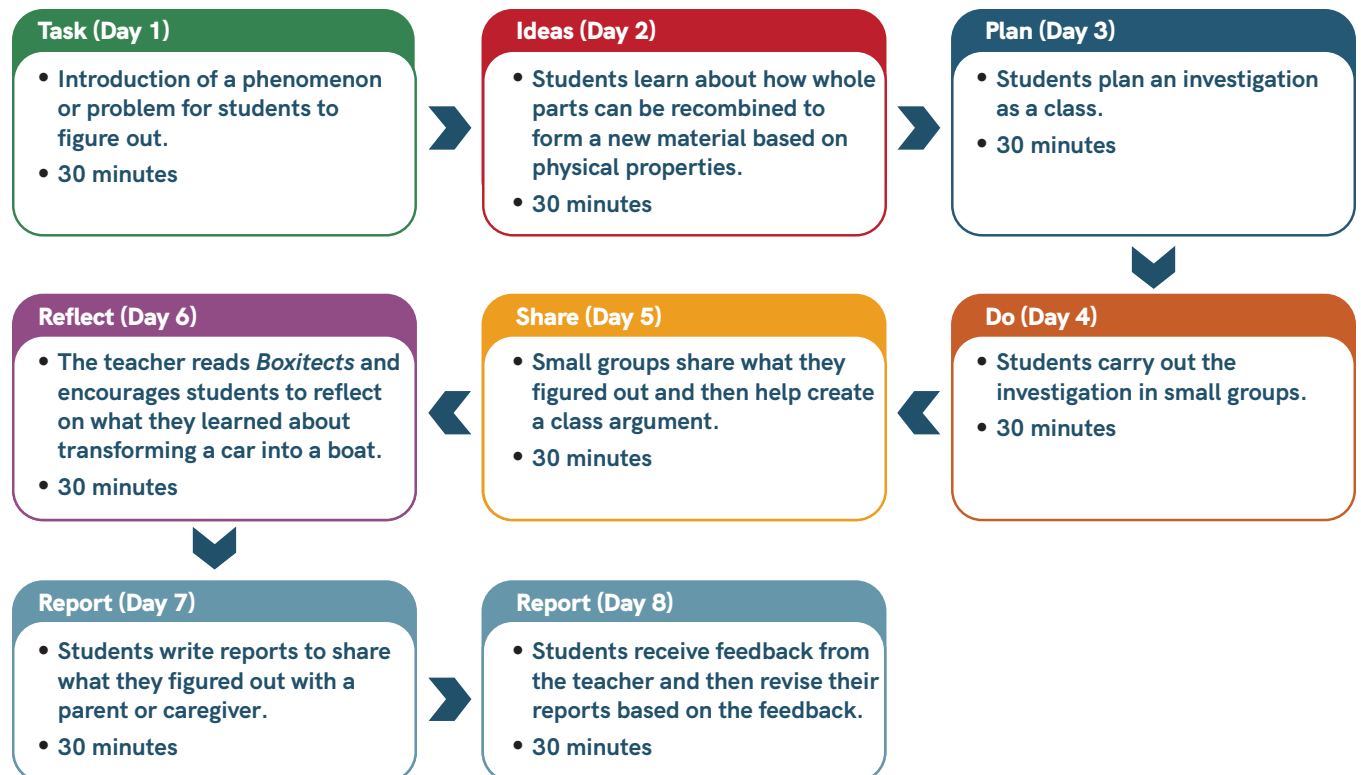 Task (Day 1)
• Introduction of a phenomenon
or problem for students to
figure out.
• 30 minutes
Ideas (Day 2)
• Students learn about how whole
parts can be recombined to
form a new material based on
physical properties.
• 30 minutes
Plan (Day 3)
• Students plan an investigation
as a class.
• 30 minutes
Do (Day 4)
• Students carry out the
investigation in small groups.
• 30 minutes
Share (Day 5)
• Small groups share what they
figured out and then help create
a class argument.
• 30 minutes
Reflect (Day 6)
• The teacher reads Boxitects and
encourages students to reflect
on what they learned about
transforming a car into a boat.
• 30 minutes
Report (Day 7)
• Students write reports to share
what they figured out with a
parent or caregiver.
• 30 minutes
Report (Day 8)
• Students receive feedback from
the teacher and then revise their
reports based on the feedback.
• 30 minutes